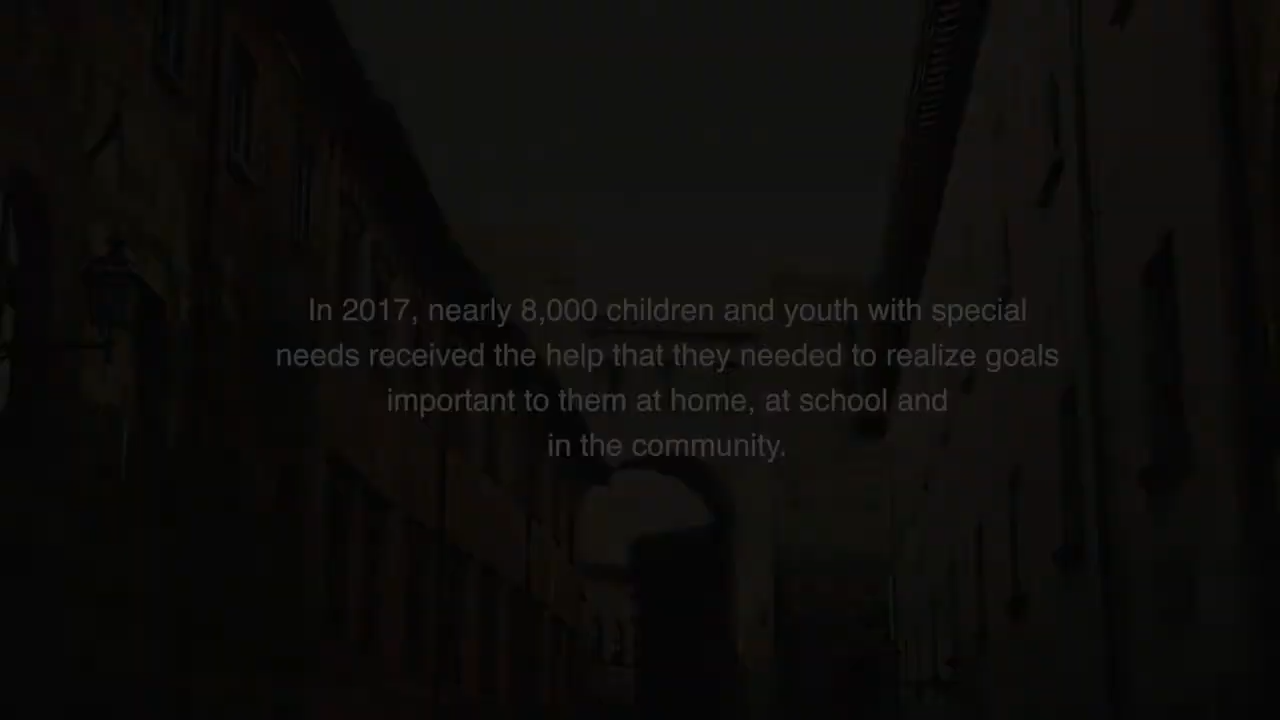 In 2017, nearly 8,000 children and youth with special
needs received the help that they needed to realize goals
important to them at home, at school and
in the community.